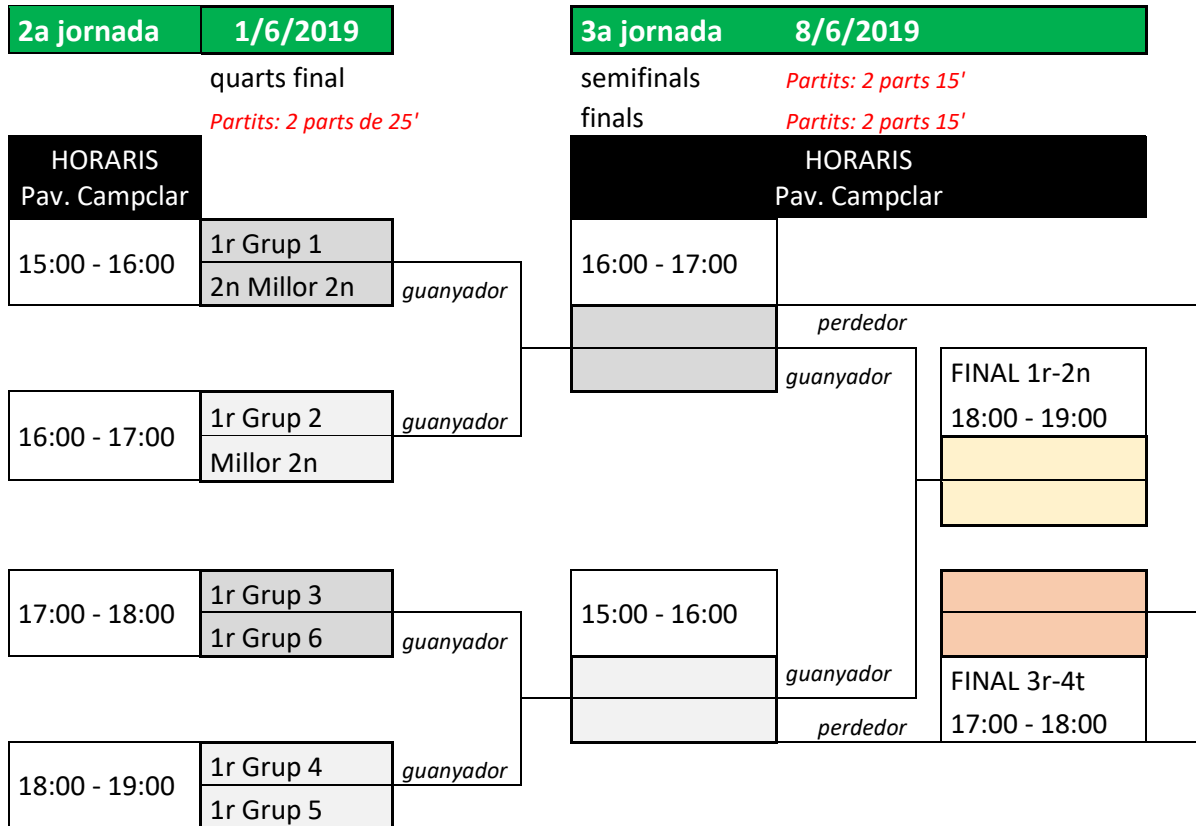 2a jornada 1/6/2019
quarts final
Partits: 2 parts de 25'
HORARIS
Pav. Campclar
15:00 - 16:00
1r Grup 1
2n Millor 2n
guanyador
16:00 - 17:00
1r Grup 2
Millor 2n
guanyador
17:00 - 18:00
1r Grup 3
1r Grup 6
guanyador
18:00 - 19:00
1r Grup 4
1r Grup 5
guanyador
3a jornada 8/6/2019
semifinals Partits: 2 parts 15'
finals Partits: 2 parts 15'
HORARIS
Pav. Campclar
16:00 - 17:00
perdedor
guanyador
15:00 - 16:00
guanyador
perdedor
FINAL 1r-2n
18:00 - 19:00
FINAL 3r-4t
17:00 - 18:00